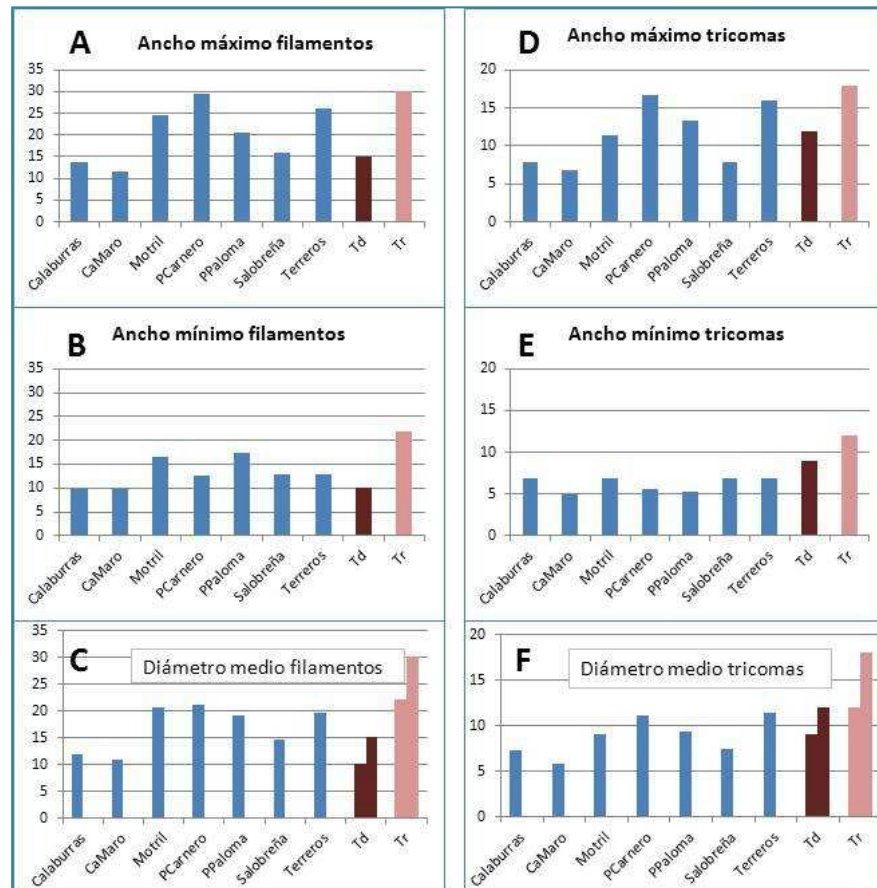 A
Ancho máximo filamentos
35
30
25
20
15
10
5
0
Calaburras
CaMaro
Motril
PCarnero
PPaloma
Salobreña
Terreros
Td
Tr
D
Ancho máximo tricomas
20
15
10
5
0
Calaburras
CaMaro
Motril
PCarnero
PPaloma
Salobreña
Terreros
Td
Tr
B
Ancho mínimo filamentos
35
30
25
20
15
10
5
0
Calaburras
CaMaro
Motril
PCarnero
PPaloma
Salobreña
Terreros
Td
Tr
E
Ancho mínimo tricomas
20
15
10
5
0
Calaburras
CaMaro
Motril
PCarnero
PPaloma
Salobreña
Terreros
Td
Tr
C
Diámetro medio filamentos
35
30
25
20
15
10
5
0
Calaburras
CaMaro
Motril
PCarnero
PPaloma
Salobreña
Terreros
Td
Tr
F
Diámetro medio tricomas
20
15
10
5
0
Calaburras
CaMaro
Motril
PCarnero
PPaloma
Salobreña
Terreros
Td
Tr